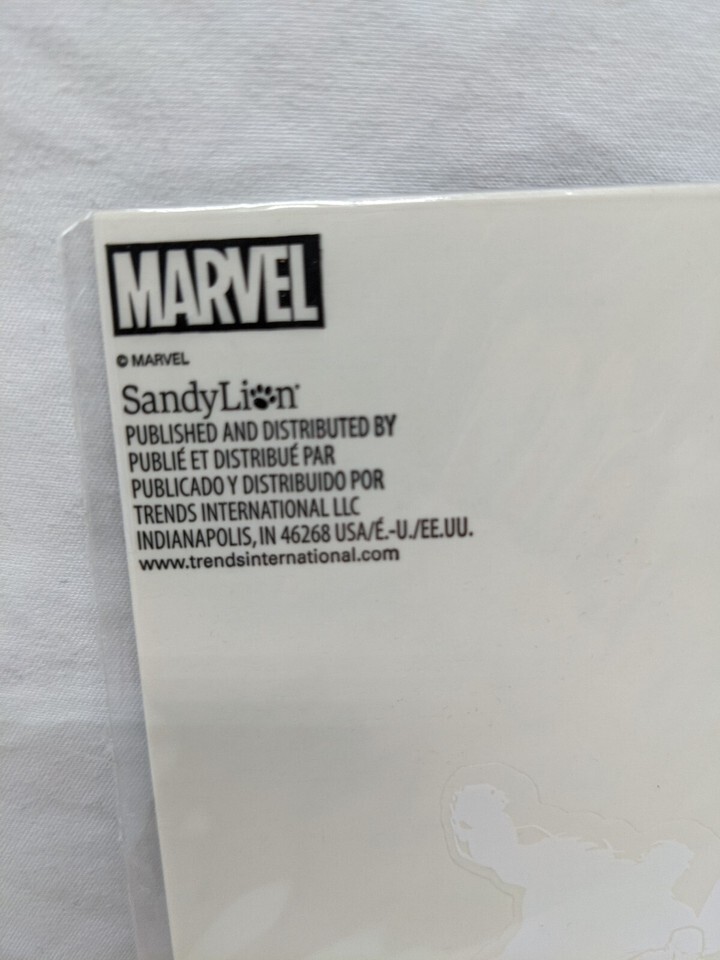 MARVEL
© MARVEL
SandyLion
PUBLISHED AND DISTRIBUTED BY
PUBLIÉ ET DISTRIBUÉ PAR
PUBLICADO Y DISTRIBUIDO POR
TRENDS INTERNATIONAL LLC
INDIANAPOLIS, IN 46268 USA/É.-U./EE.UU.
www.trendsinternational.com